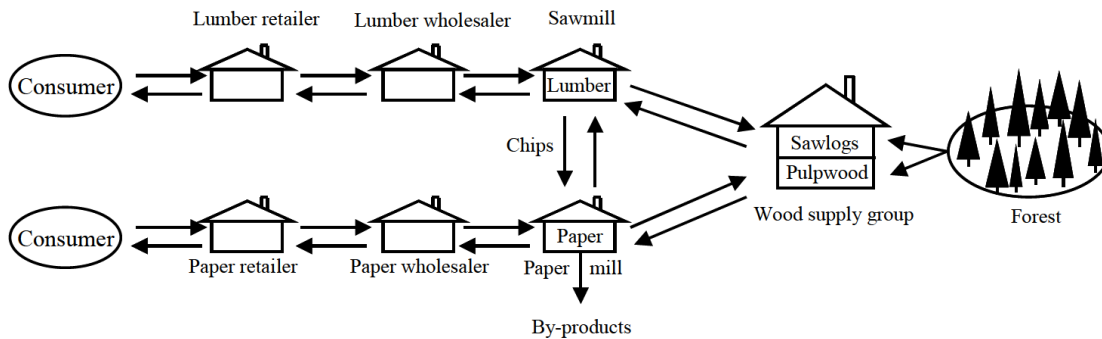 Lumber retailer
Lumber wholesaler
Sawmill
Consumer
Lumber
Chips
Sawlogs
Pulpwood
Wood supply group
Forest
Consumer
Paper
Paper retailer
Paper wholesaler
Paper mill
By-products